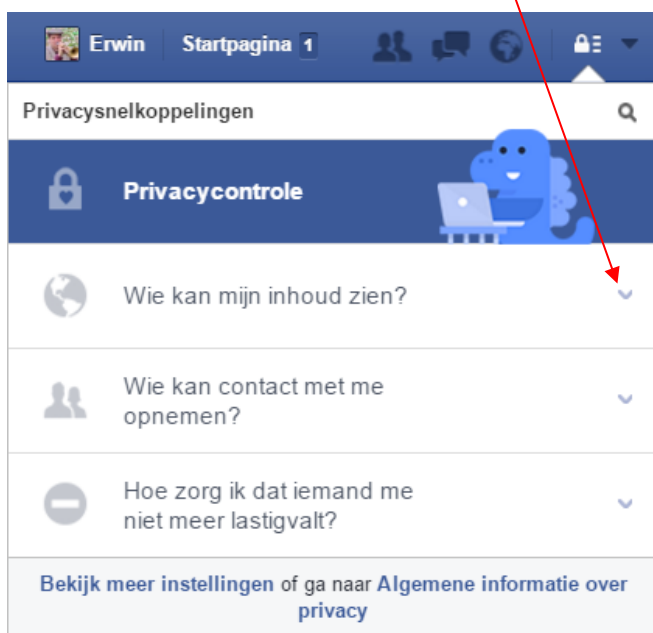 Erwin Startpagina 1
Privacysnelkoppelingen
Privacycontrole
Wie kan mijn inhoud zien?
Wie kan contact met me
opnemen?
Hoe zorg ik dat iemand me
niet meer lastigvalt?
Bekijk meer instellingen of ga naar Algemene informatie over
privacy